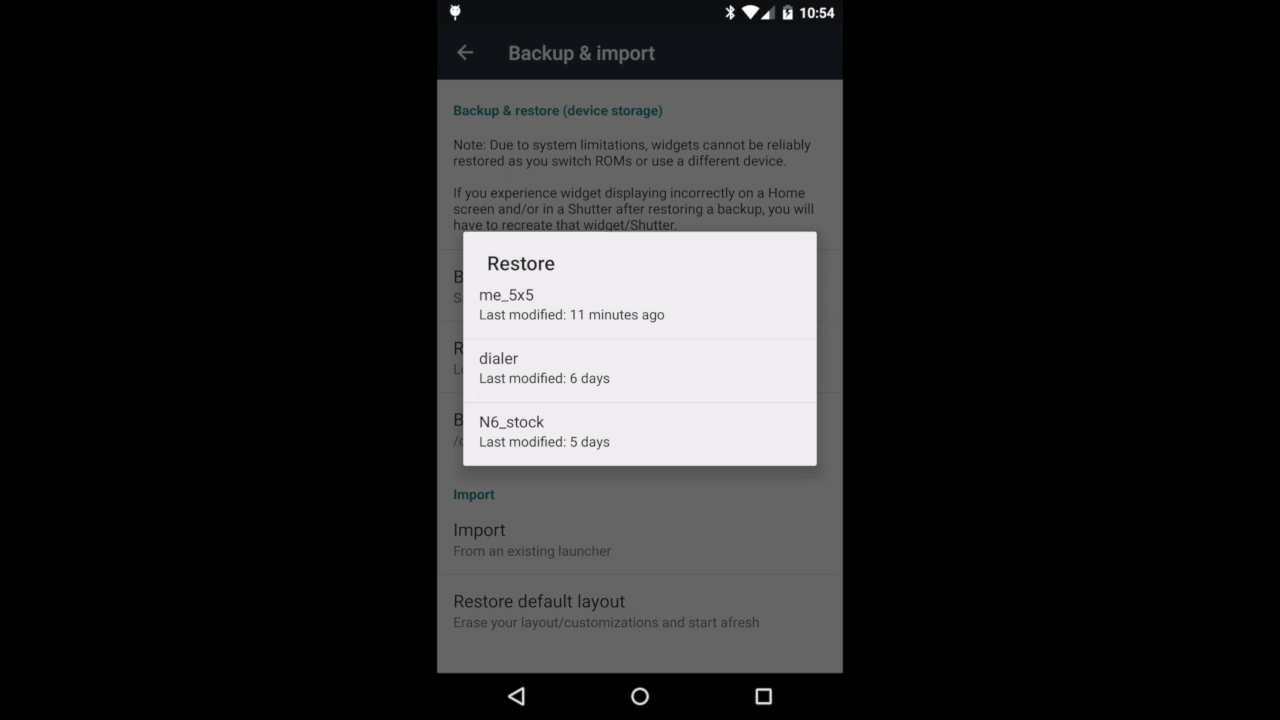 10:54
Backup & import
Backup & restore (device storage)
Note: Due to system limitations, widgets cannot be reliably
restored as you switch ROMs or use a different device.
If you experience widget displaying incorrectly on a Home
screen and/or in a Shutter after restoring a backup, you will
have to recreate that widget/Shutter.
Restore
me_5x5
Last modified: 11 minutes ago
dialer
Last modified: 6 days
N6_stock
Last modified: 5 days
Import
Import
From an existing launcher
Restore default layout
Erase your layout/customizations and start afresh